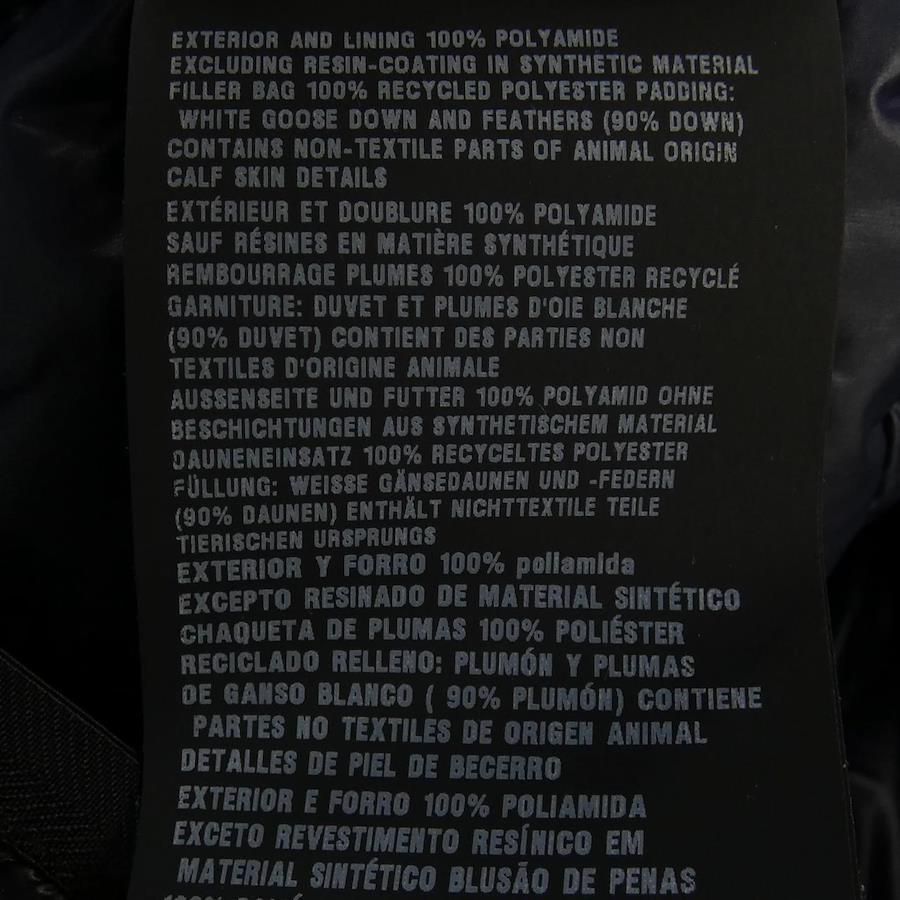 EXTERIOR AND LINING 100% POLYAMIDE
EXCLUDING RESIN-COATING IN SYNTHETIC MATERIAL
FILLER BAG 100% RECYCLED POLYESTER PADDING:
WHITE GOOSE DOWN AND FEATHERS (90% DOWN)
CONTAINS NON-TEXTILE PARTS OF ANIMAL ORIGIN
CALF SKIN DETAILS
EXTÉRIEUR ET DOUBLURE 100% POLYAMIDE
SAUF RÉSINES EN MATIÈRE SYNTHÉTIQUE
REMBOURRAGE PLUMES 100% POLYESTER RECYCLÉ
GARNITURE: DUVET ET PLUMES D'OIE BLANCHE
(90% DUVET) CONTIENT DES PARTIES NON
TEXTILES D'ORIGINE ANIMALE
AUSSENSEITE UND FUTTER 100% POLYAMID OHNE
BESCHICHTUNGEN AUS SYNTHETISCHEM MATERIAL
DAUNENEINSATZ 100% RECYCELTES POLYESTER
FÜLLUNG: WEISSE GÄNSEDAUNEN UND -FEDERN
(90% DAUNEN) ENTHÄLT NICHTTEXTILE TEILE
TIERISCHEN URSPRUNGS
EXTERIOR Y FORRO 100% poliamida
EXCEPTO RESINADO DE MATERIAL SINTÉTICO
CHAQUETA DE PLUMAS 100% POLIÉSTER
RECICLADO RELLENO: PLUMÓN Y PLUMAS
DE GANSO BLANCO ( 90% PLUMÓN) CONTIENE
PARTES NO TEXTILES DE ORIGEN ANIMAL
DETALLES DE PIEL DE BECERRO
EXTERIOR E FORRO 100% POLIAMIDA
EXCETO REVESTIMENTO RESÍNICO EM
MATERIAL SINTÉTICO BLUSÃO DE PENAS